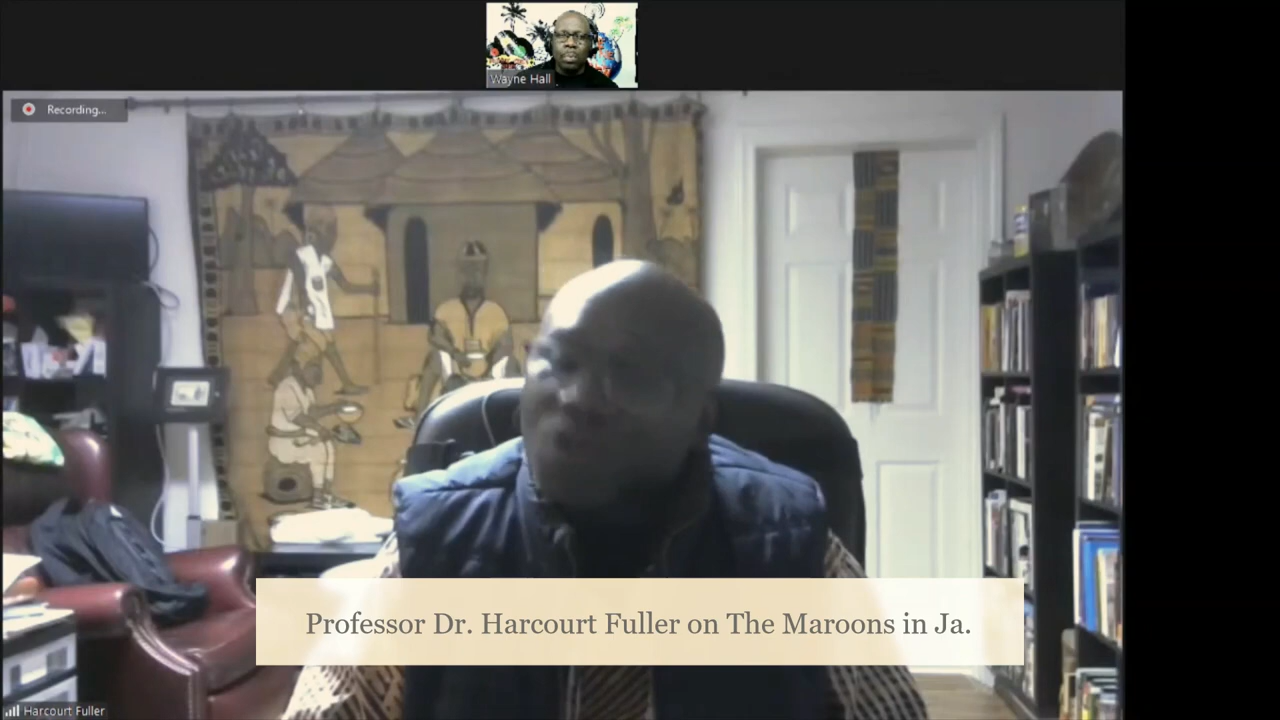 Wayne Hall
Recording...
Professor Dr. Harcourt Fuller on The Maroons in Ja.
Harcourt Fuller